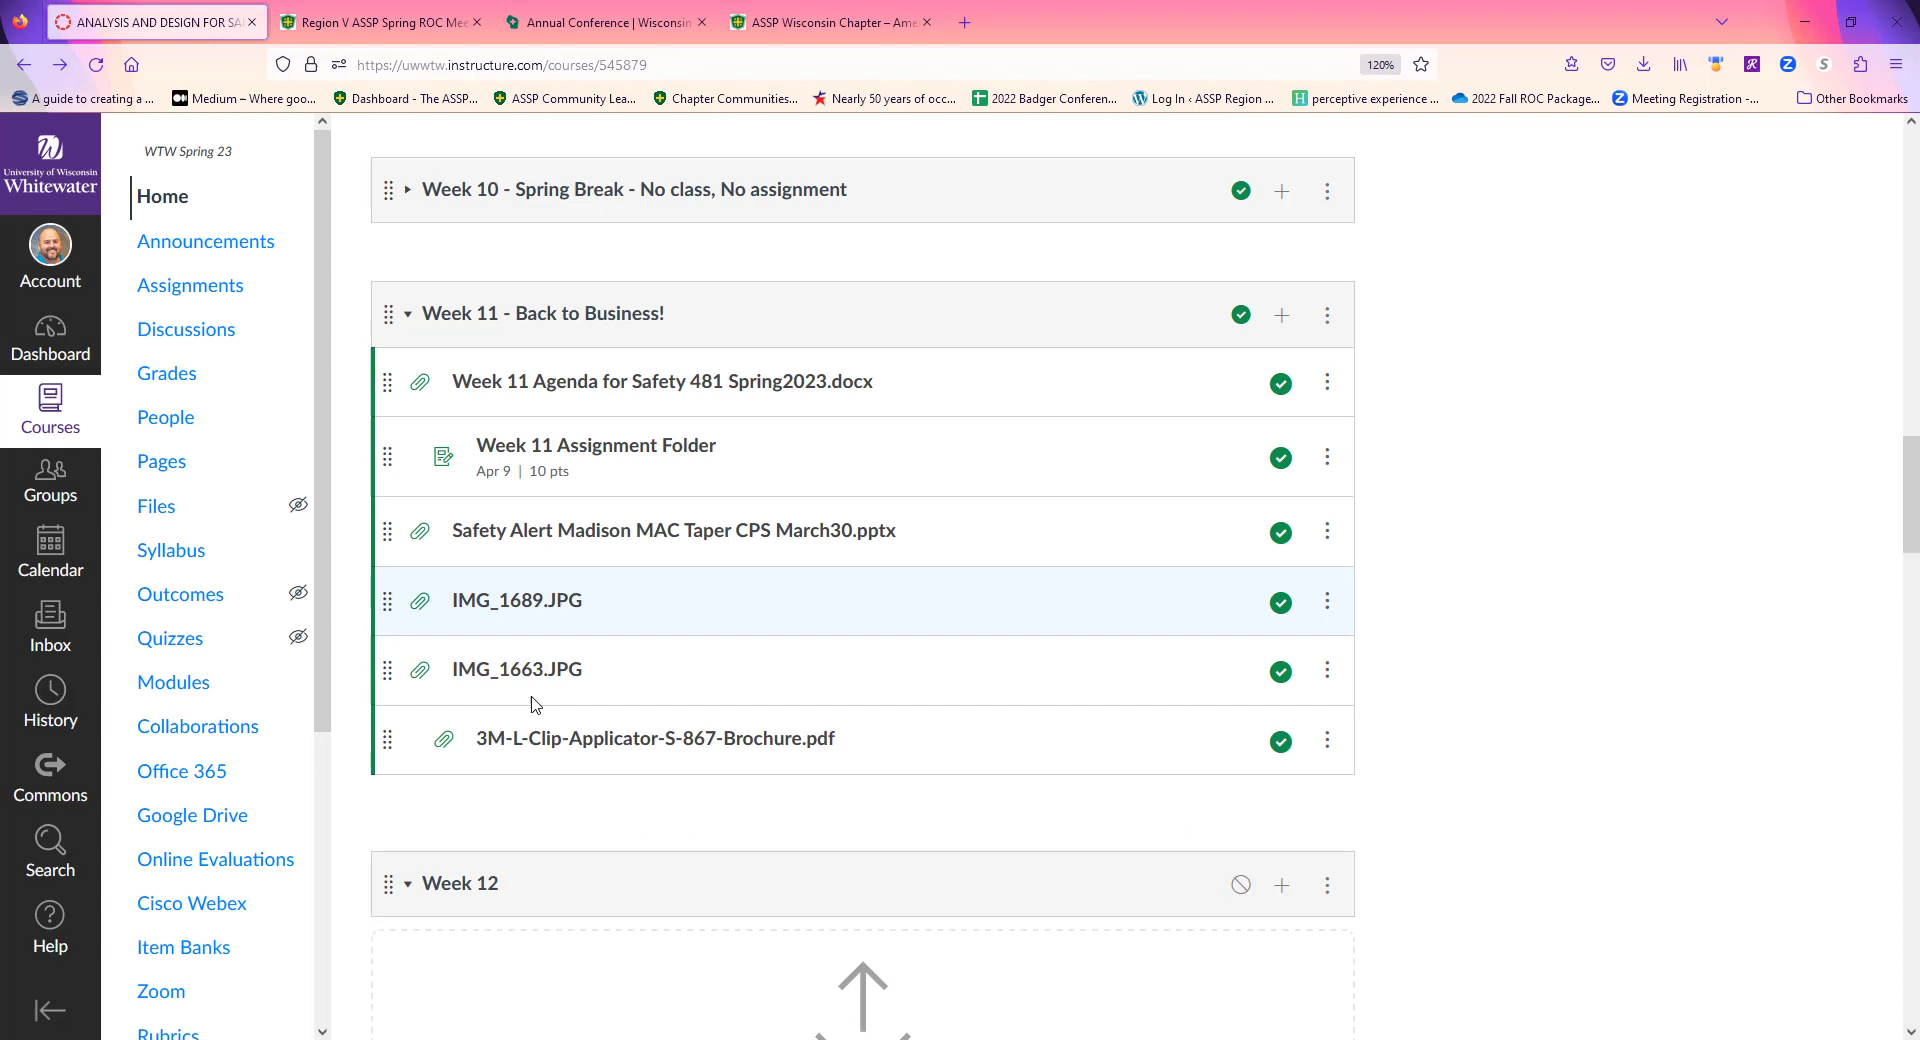 ANALYSIS AND DESIGN FOR SA
Region V ASSP Spring ROC Mee
Annual Conference | Wisconsin
ASSP Wisconsin Chapter – Ame
https://uwwtw.instructure.com/courses/545879
120%
A guide to creating a ...
Medium – Where goo...
Dashboard - The ASSP...
ASSP Community Lea...
Chapter Communities...
Nearly 50 years of occ...
2022 Badger Conferen...
Log In ‹ ASSP Region ...
perceptive experience ...
2022 Fall ROC Package...
Meeting Registration -...
Other Bookmarks
University of Wisconsin
Whitewater
Account
Dashboard
Courses
Groups
Calendar
Inbox
History
Commons
Search
Help
WTW Spring 23
Home
Announcements
Assignments
Discussions
Grades
People
Pages
Files
Syllabus
Outcomes
Quizzes
Modules
Collaborations
Office 365
Google Drive
Online Evaluations
Cisco Webex
Item Banks
Zoom
Rubrics
Week 10 - Spring Break - No class, No assignment
Week 11 - Back to Business!
Week 11 Agenda for Safety 481 Spring2023.docx
Week 11 Assignment Folder
Apr 9 | 10 pts
Safety Alert Madison MAC Taper CPS March30.pptx
IMG_1689.JPG
IMG_1663.JPG
3M-L-Clip-Applicator-S-867-Brochure.pdf
Week 12